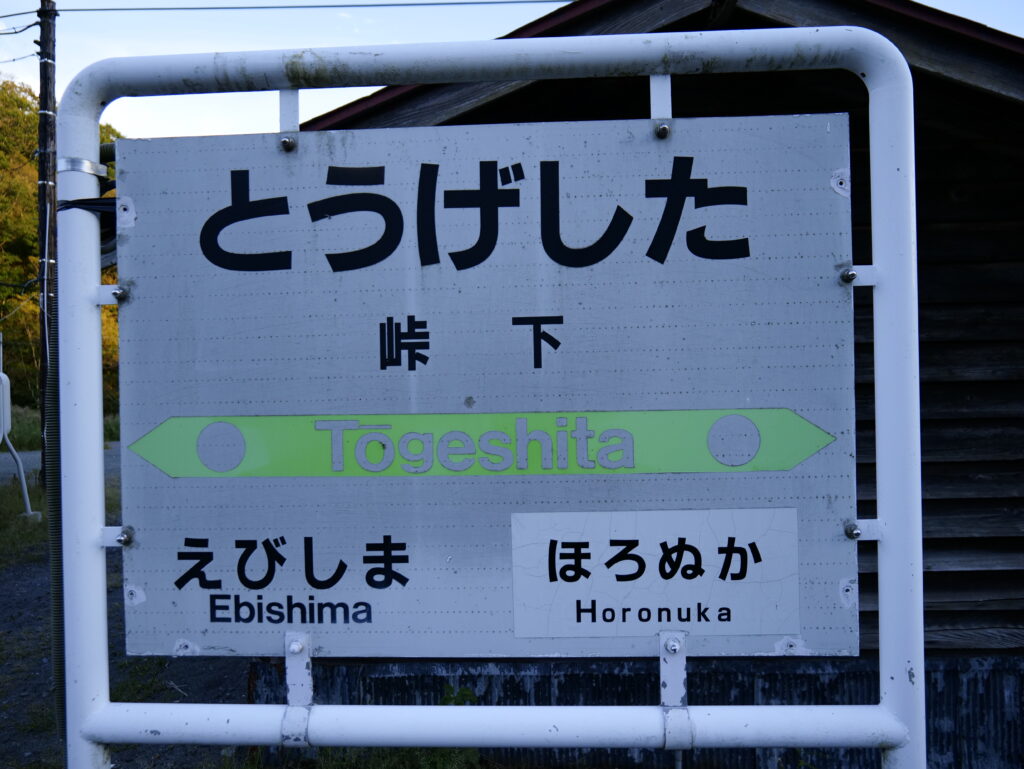 とうげした
峠 下
Tōgeshita
えびしま ほろぬか
Ebishima Horonuka